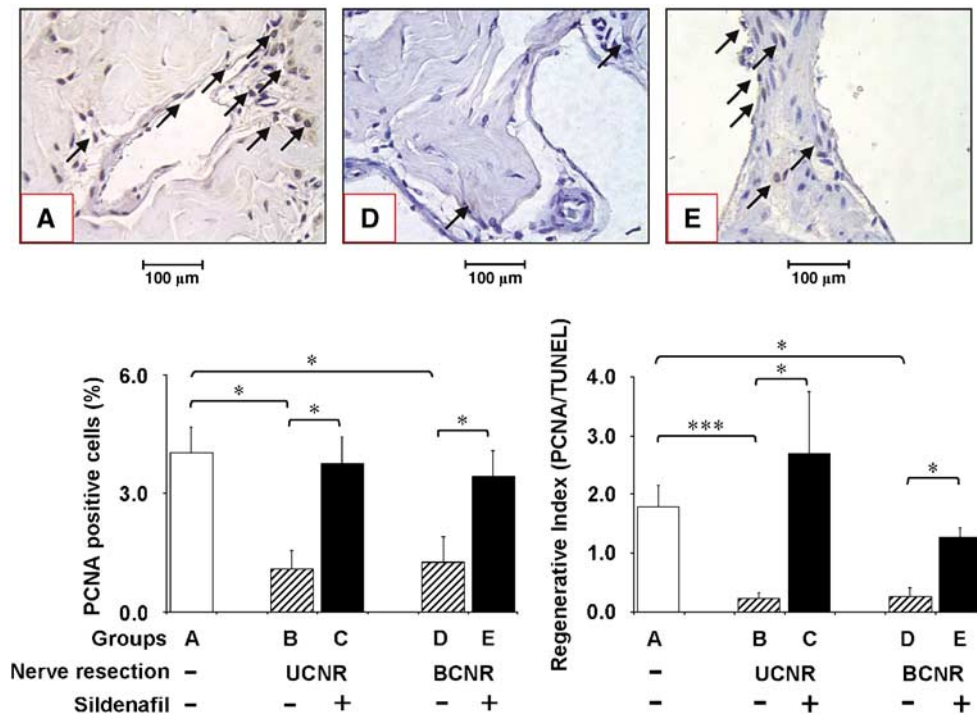 A
D
E
100 µm
100 µm
100 µm
PCNA positive cells (%)
6.0
3.0
0.0
*
*
*
*
Groups A B C D E
Nerve resection – UCNR BCNR
Sildenafil – – + – +
Regenerative Index (PCNA/TUNEL)
4.0
3.0
2.0
1.0
0.0
*
*
***
*
A B C D E
– UCNR BCNR
– – + – +